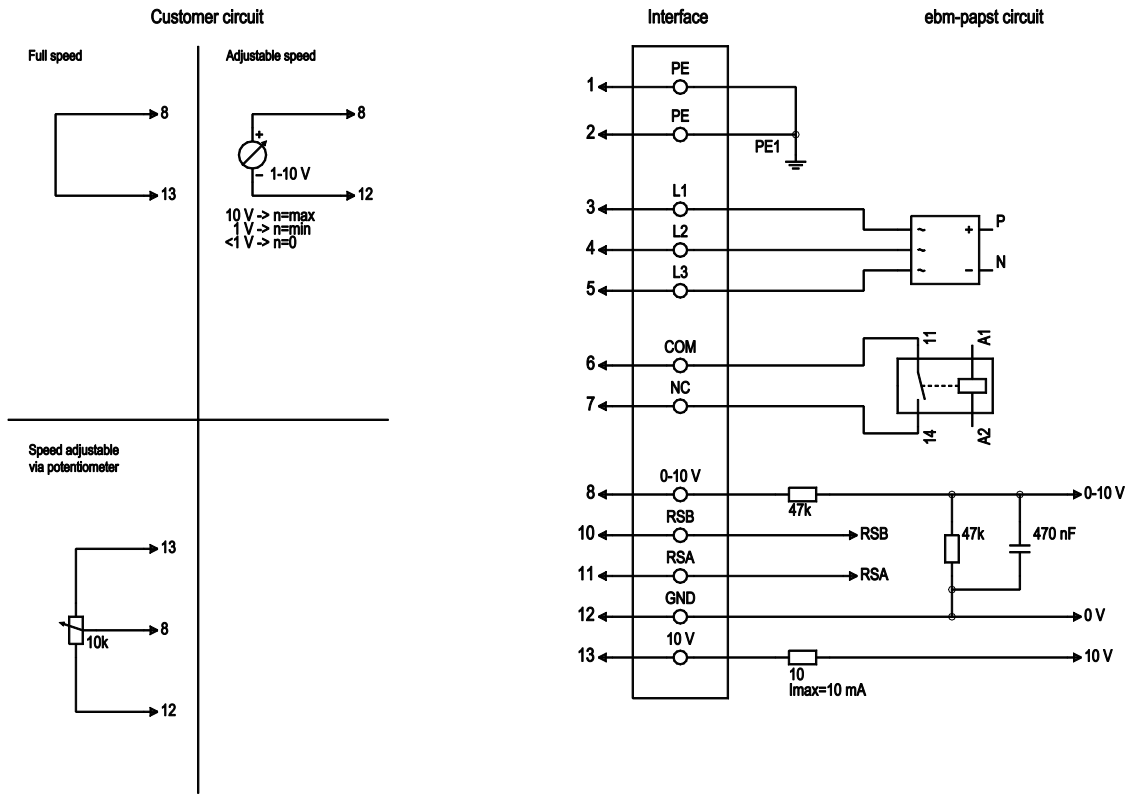 Customer circuit
Full speed
8
13
Adjustable speed
8
+
– 1-10 V
12
10 V -> n=max
1 V -> n=min
<1 V -> n=0
Speed adjustable
via potentiometer
13
8
10k
12
Interface
ebm-papst circuit
1
PE
2
PE
PE1
3
L1
4
L2
5
L3
~
~
~
+
–
P
N
6
COM
7
NC
11
14
A1
A2
8
0-10 V
47k
0-10 V
10
RSB
RSB
47k
470 nF
11
RSA
RSA
12
GND
0 V
13
10 V
10
Imax=10 mA
10 V